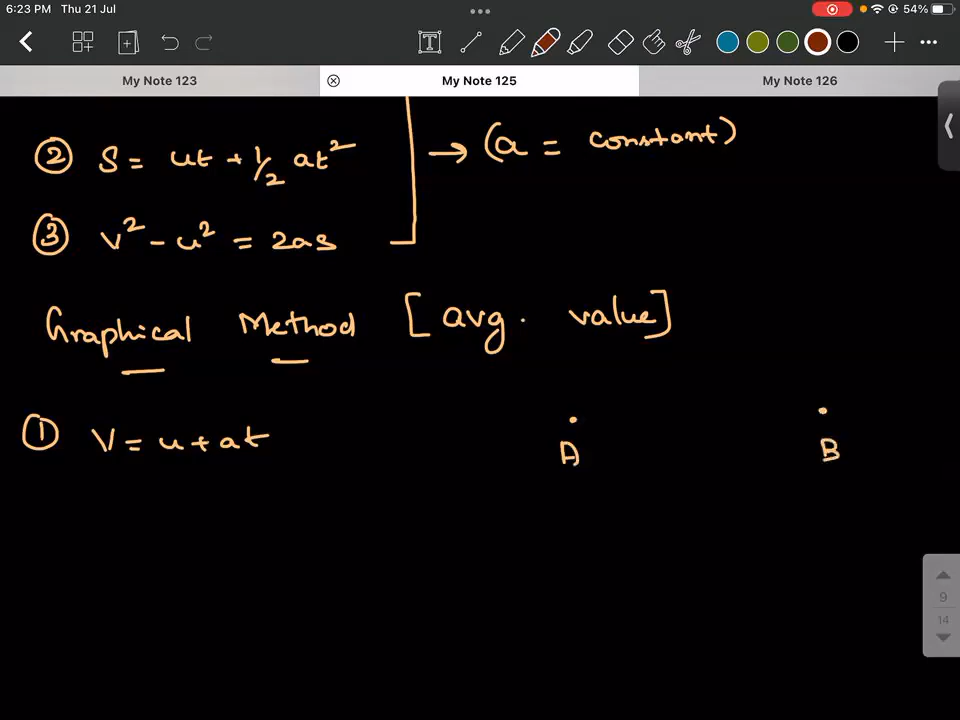 6:23 PM Thu 21 Jul
54%
My Note 123
My Note 125
My Note 126
② S = ut + 1/2 at² → (a = constant)
③ v² - u² = 2as
Graphical Method [avg. value]
① V = u + at
A B
9
14